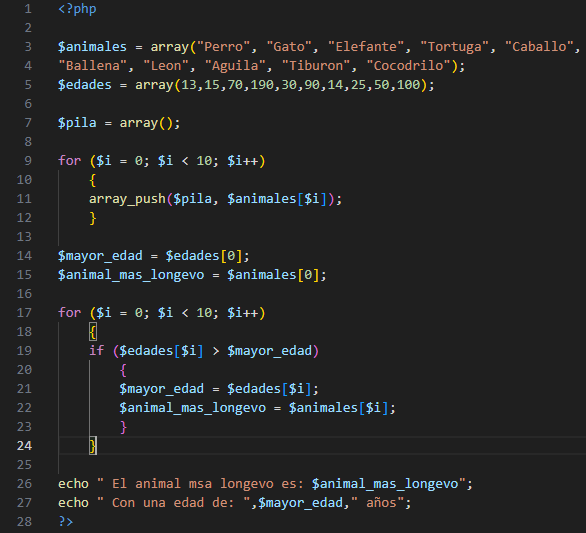 1 <?php
2
3 $animales = array("Perro", "Gato", "Elefante", "Tortuga", "Caballo",
4 "Ballena", "Leon", "Aguila", "Tiburon", "Cocodrilo");
5 $edades = array(13,15,70,190,30,90,14,25,50,100);
6
7 $pila = array();
8
9 for ($i = 0; $i < 10; $i++)
10 {
11 array_push($pila, $animales[$i]);
12 }
13
14 $mayor_edad = $edades[0];
15 $animal_mas_longevo = $animales[0];
16
17 for ($i = 0; $i < 10; $i++)
18 {
19 if ($edades[$i] > $mayor_edad)
20 {
21 $mayor_edad = $edades[$i];
22 $animal_mas_longevo = $animales[$i];
23 }
24 }
25
26 echo " El animal msa longevo es: $animal_mas_longevo";
27 echo " Con una edad de: ",$mayor_edad," años";
28 ?>